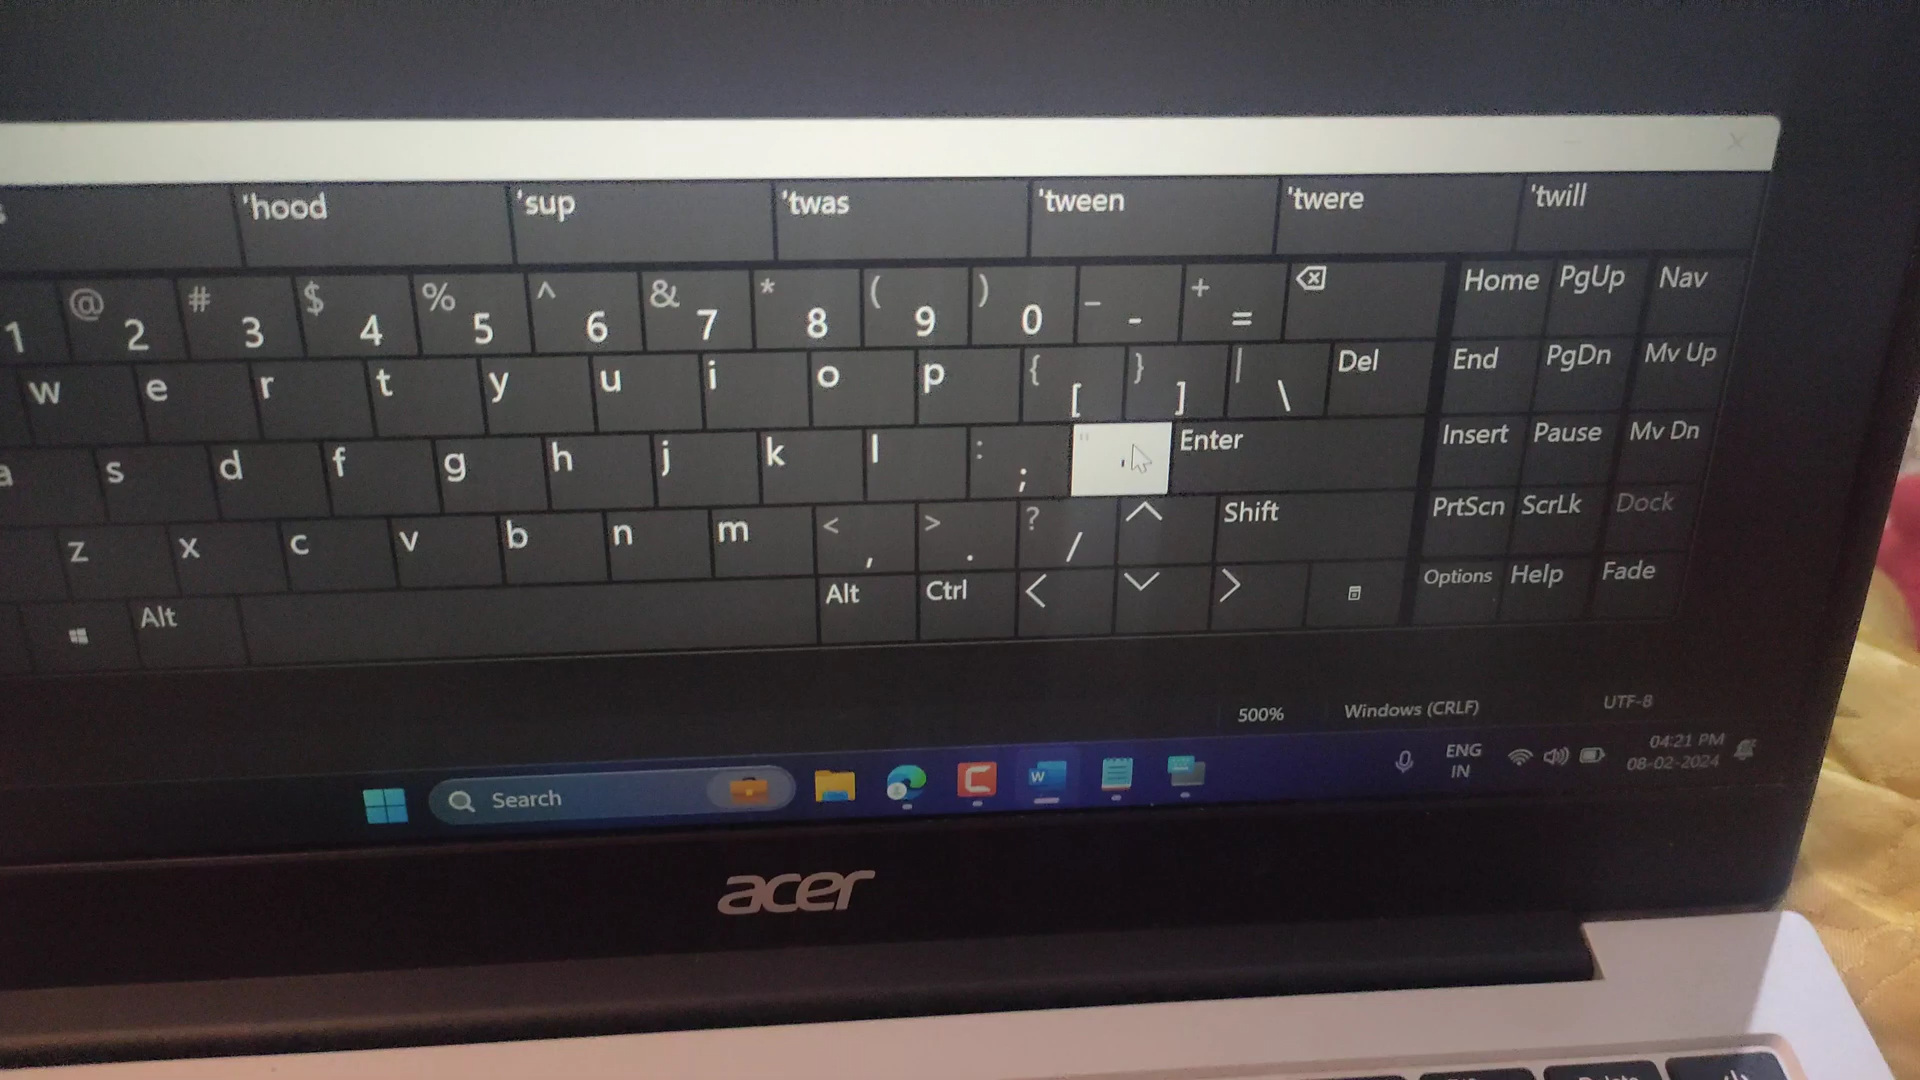 'hood 'sup 'twas 'tween 'twere 'twill
1 @ 2 # 3 $ 4 % 5 ^ 6 & 7 * 8 ( 9 ) 0 _ - + = Home PgUp Nav
w e r t y u i o p { [ } ] | \ Del End PgDn Mv Up
a s d f g h j k l : ; " ' Enter Insert Pause Mv Dn
z x c v b n m < , > . ? / Shift PrtScn ScrLk Dock
Alt Alt Ctrl Options Help Fade
500% Windows (CRLF) UTF-8
Search
ENG
IN
04:21 PM
08-02-2024
acer